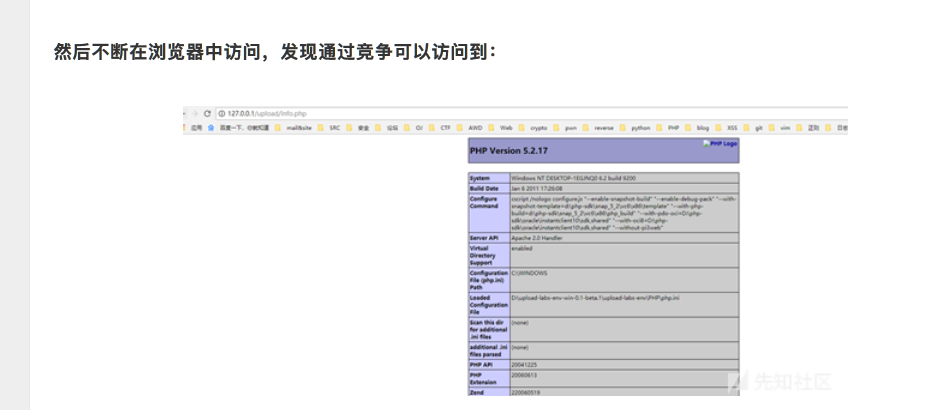 然后不断在浏览器中访问，发现通过竞争可以访问到：
127.0.0.1/upload/info.php
应用 百度一下，你就知道 mail&site SRC 安全 论坛 OJ CTF AWD Web crypto pwn reverse python PHP blog XSS git vim 正则
PHP Version 5.2.17
PHP Logo
System Windows NT DESKTOP-1EGJNQ0 6.2 build 9200
Build Date Jan 6 2011 17:26:08
Configure Command cscript /nologo configure.js "--enable-snapshot-build" "--enable-debug-pack" "--with-
snapshot-template=d:\php-sdk\snap_5_2\vc6\x86\template" "--with-php-
build=d:\php-sdk\snap_5_2\vc6\x86\php_build" "--with-pdo-oci=D:\php-
sdk\oracle\instantclient10\sdk,shared" "--with-oci8=D:\php-
sdk\oracle\instantclient10\sdk,shared" "--without-pi3web"
Server API Apache 2.0 Handler
Virtual Directory Support enabled
Configuration File (php.ini) Path C:\WINDOWS
Loaded Configuration File D:\upload-labs-env-win-0.1-beta.1\upload-labs-env\PHP\php.ini
Scan this dir for additional .ini files (none)
additional .ini files parsed (none)
PHP API 20041225
PHP Extension 20060613
Zend 220060519
先知社区